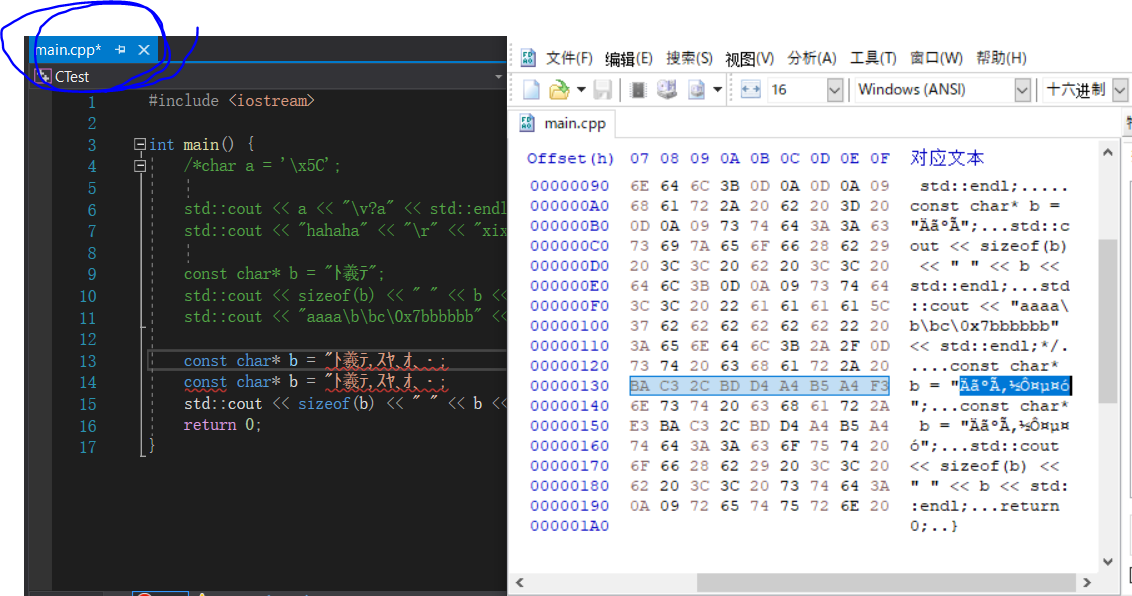 main.cpp*
CTest
1 #include <iostream>
2
3 int main() {
4 /*char a = '\x5C';
5
6 std::cout << a << "\v?a" << std::endl
7 std::cout << "hahaha" << "\r" << "xix
8
9 const char* b = "ﾄ羲ﾃ";
10 std::cout << sizeof(b) << " " << b <<
11 std::cout << "aaaa\b\bc\0x7bbbbbb" <<
12
13 const char* b = "ﾄ羲ﾃ,ｽﾔ､ｵ､・;
14 const char* b = "ﾄ羲ﾃ,ｽﾔ､ｵ､・;
15 std::cout << sizeof(b) << " " << b <<
16 return 0;
17 }
文件(F) 编辑(E) 搜索(S) 视图(V) 分析(A) 工具(T) 窗口(W) 帮助(H)
16 Windows (ANSI) 十六进制
main.cpp
Offset(h) 07 08 09 0A 0B 0C 0D 0E 0F 对应文本
00000090 6E 64 6C 3B 0D 0A 0D 0A 09 std::endl;.....
000000A0 68 61 72 2A 20 62 20 3D 20 const char* b =
000000B0 0D 0A 09 73 74 64 3A 3A 63 "ÄãºÃ";...std::c
000000C0 73 69 7A 65 6F 66 28 62 29 out << sizeof(b)
000000D0 20 3C 3C 20 62 20 3C 3C 20 << " " << b <<
000000E0 64 6C 3B 0D 0A 09 73 74 64 std::endl;...std
000000F0 3C 3C 20 22 61 61 61 61 5C ::cout << "aaaa\
00000100 37 62 62 62 62 62 62 22 20 b\bc\0x7bbbbbb"
00000110 3A 65 6E 64 6C 3B 2A 2F 0D << std::endl;*/.
00000120 73 74 20 63 68 61 72 2A 20 ....const char*
00000130 BA C3 2C BD D4 A4 B5 A4 F3 b = "ÄãºÃ,½Ô¤µ¤ó
00000140 6E 73 74 20 63 68 61 72 2A ";...const char*
00000150 E3 BA C3 2C BD D4 A4 B5 A4 b = "ÄãºÃ,½Ô¤µ¤
00000160 74 64 3A 3A 63 6F 75 74 20 ó";...std::cout
00000170 6F 66 28 62 29 20 3C 3C 20 << sizeof(b) <<
00000180 62 20 3C 3C 20 73 74 64 3A " " << b << std:
00000190 0A 09 72 65 74 75 72 6E 20 :endl;...return
000001A0 0;..}